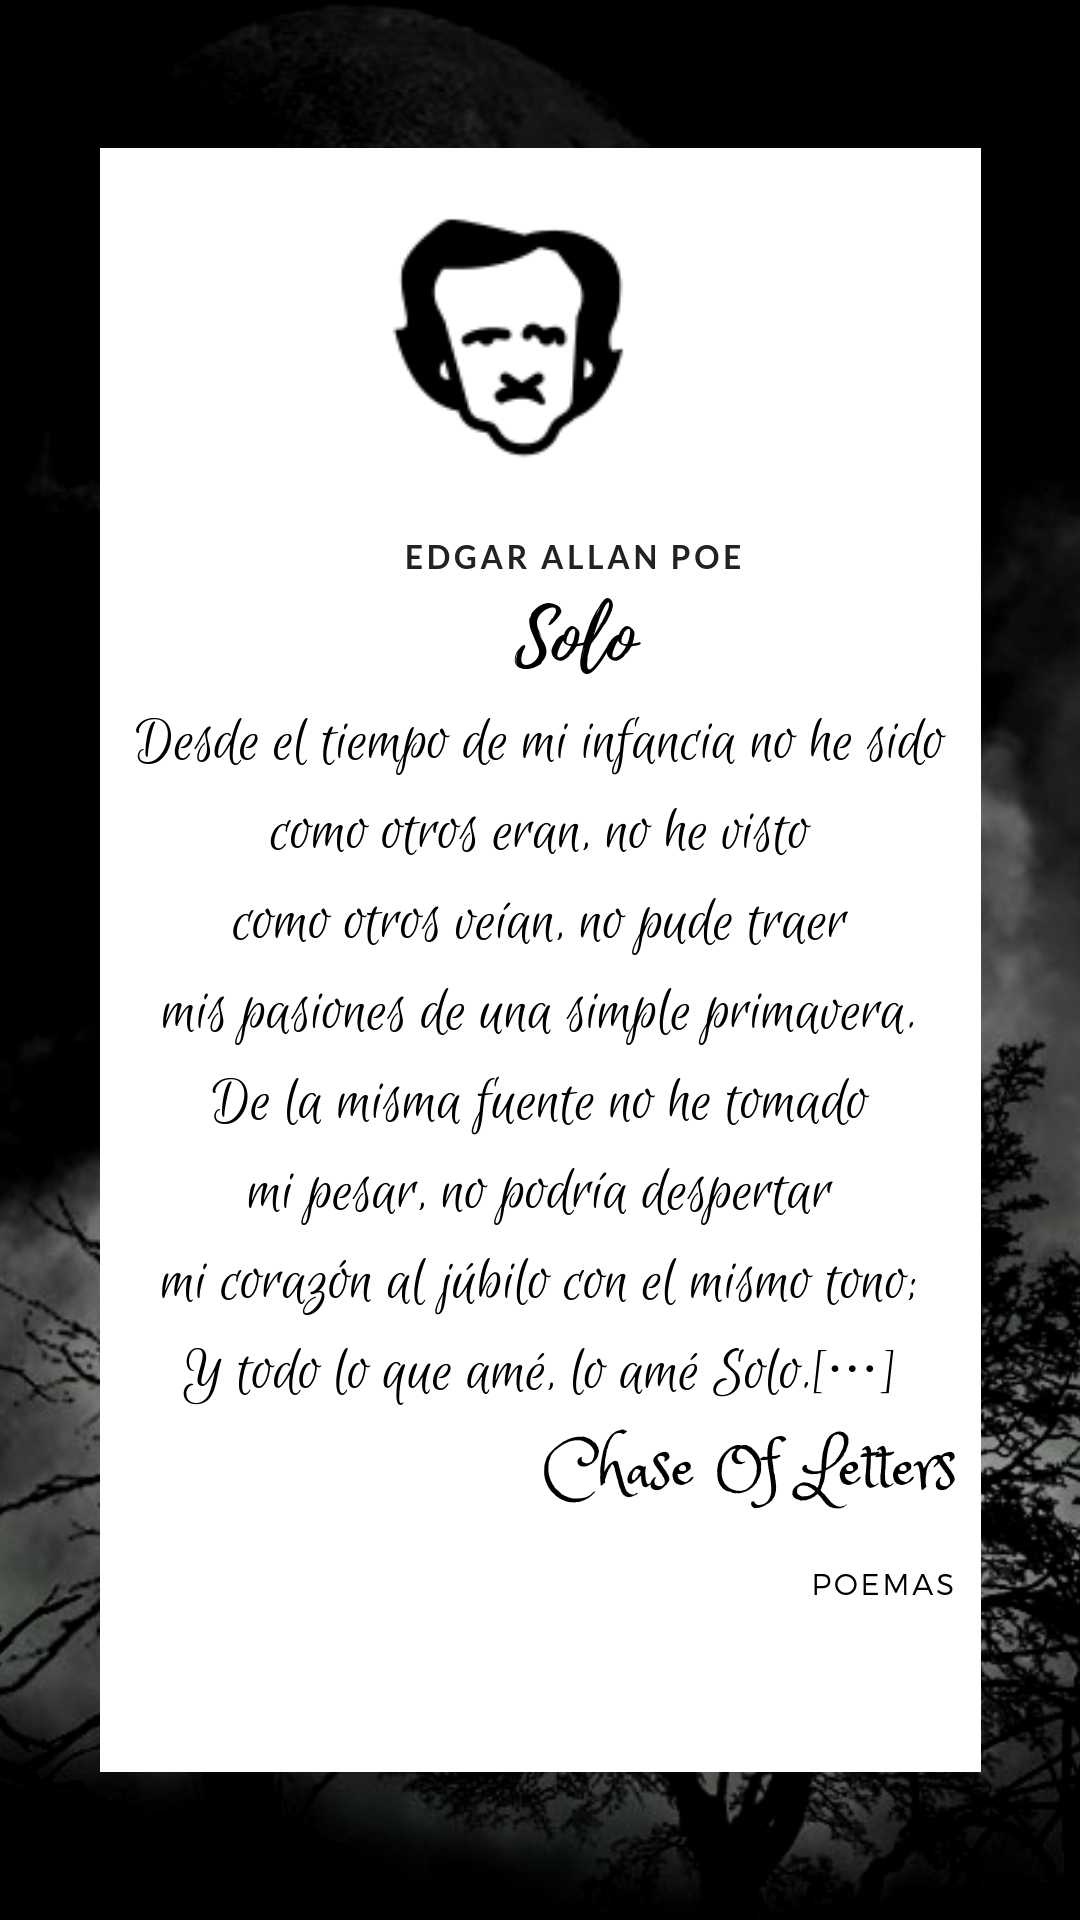 EDGAR ALLAN POE
Solo
Desde el tiempo de mi infancia no he sido
como otros eran, no he visto
como otros veían, no pude traer
mis pasiones de una simple primavera.
De la misma fuente no he tomado
mi pesar, no podría despertar
mi corazón al júbilo con el mismo tono;
Y todo lo que amé, lo amé Solo.[...]
Chase Of Letters
POEMAS